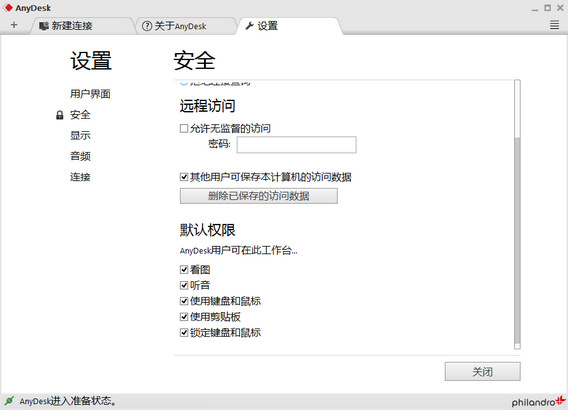 AnyDesk
新建连接
关于AnyDesk
设置
设置
安全
用户界面
安全
显示
音频
连接
远程访问
允许无监督的访问
密码:
其他用户可保存本计算机的访问数据
删除已保存的访问数据
默认权限
AnyDesk用户可在此工作台...
看图
听音
使用键盘和鼠标
使用剪贴板
锁定键盘和鼠标
关闭
AnyDesk进入准备状态。
philandro